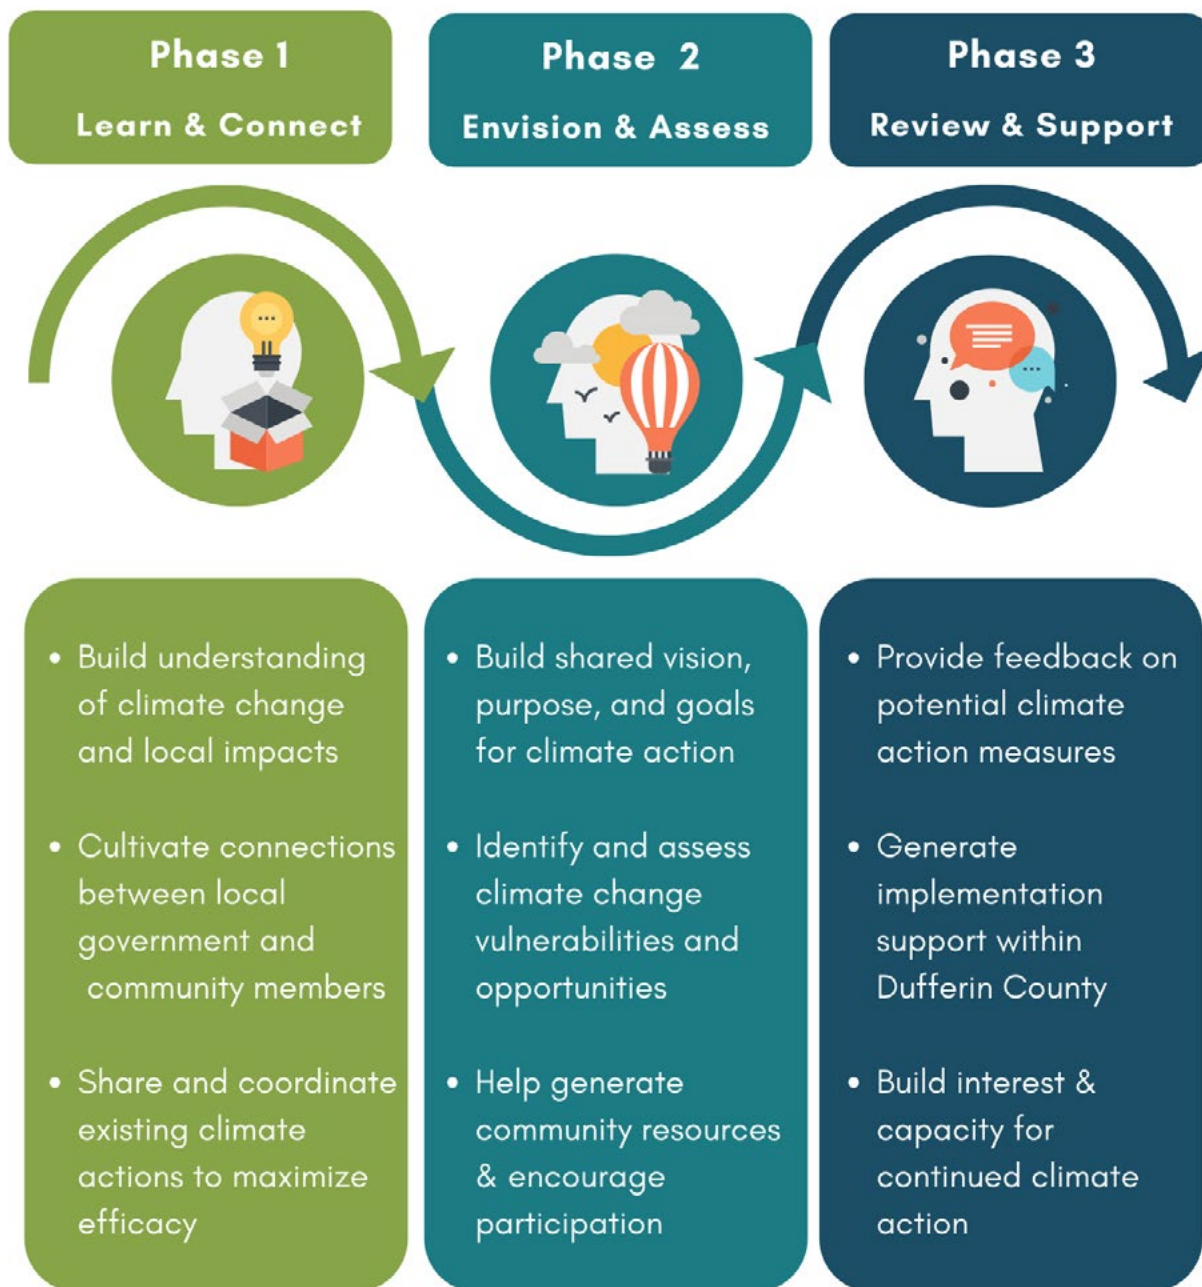 Phase 1
Learn & Connect
Phase 2
Envision & Assess
Phase 3
Review & Support
• Build understanding
of climate change
and local impacts
• Cultivate connections
between local
government and
community members
• Share and coordinate
existing climate
actions to maximize
efficacy
• Build shared vision,
purpose, and goals
for climate action
• Identify and assess
climate change
vulnerabilities and
opportunities
• Help generate
community resources
& encourage
participation
• Provide feedback on
potential climate
action measures
• Generate
implementation
support within
Dufferin County
• Build interest &
capacity for
continued climate
action